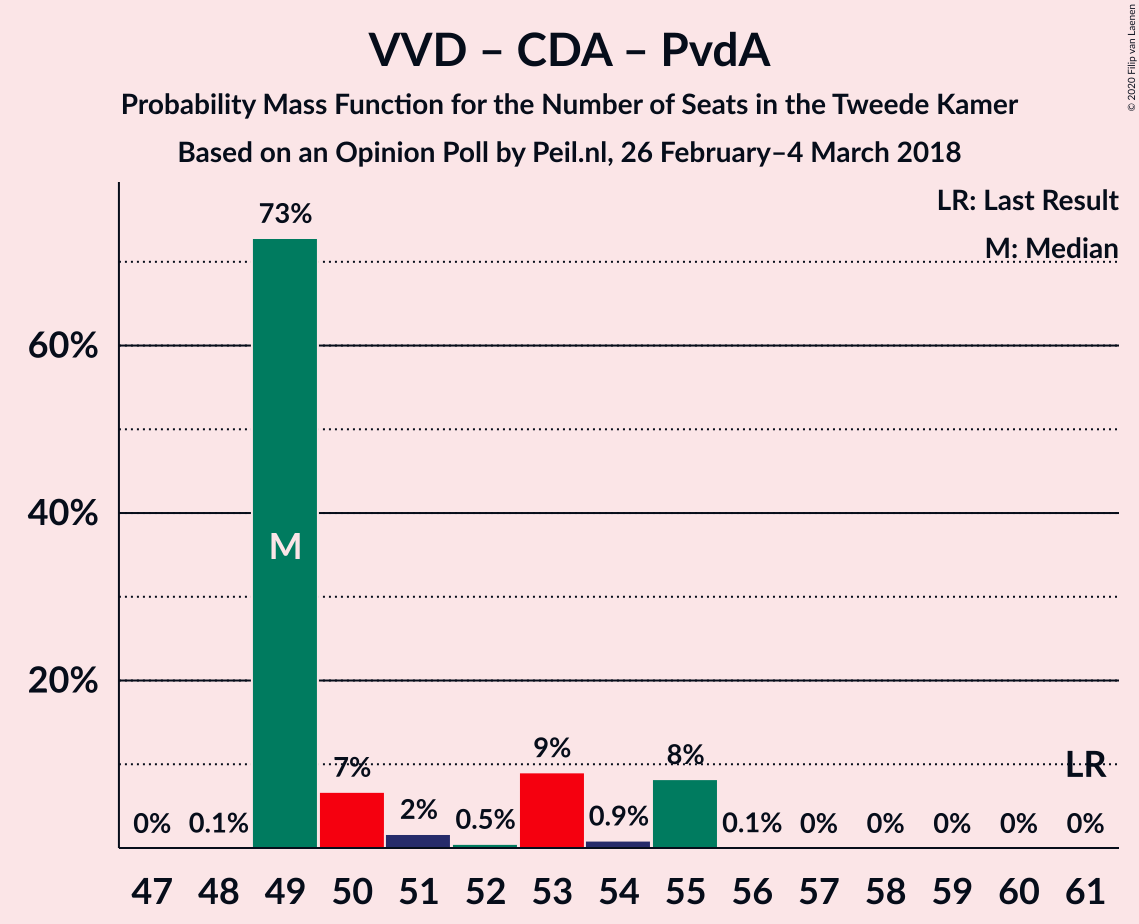 VVD – CDA – PvdA
Probability Mass Function for the Number of Seats in the Tweede Kamer
Based on an Opinion Poll by Peil.nl, 26 February–4 March 2018
© 2020 Filip van Laenen
LR: Last Result
M: Median
60%
40%
20%
0%
0.1%
73%
7%
2%
0.5%
9%
0.9%
8%
0.1%
0%
0%
0%
0%
0%
M
LR
47 48 49 50 51 52 53 54 55 56 57 58 59 60 61